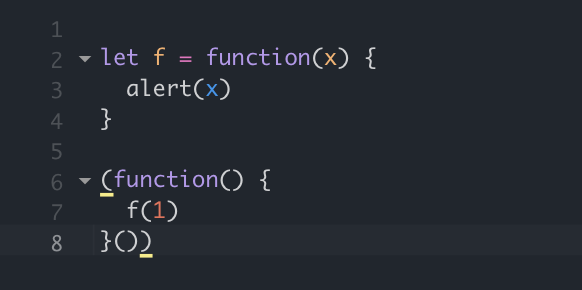 1
2 let f = function(x) {
3   alert(x)
4 }
5
6 (function() {
7   f(1)
8 }())